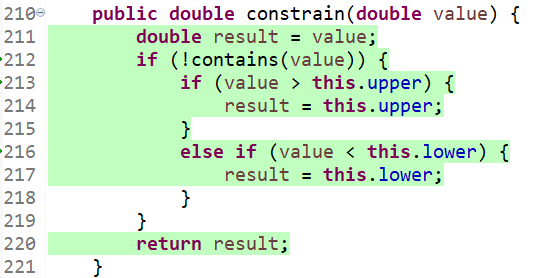 210    public double constrain(double value) {
211        double result = value;
212        if (!contains(value)) {
213            if (value > this.upper) {
214                result = this.upper;
215            }
216            else if (value < this.lower) {
217                result = this.lower;
218            }
219        }
220        return result;
221    }